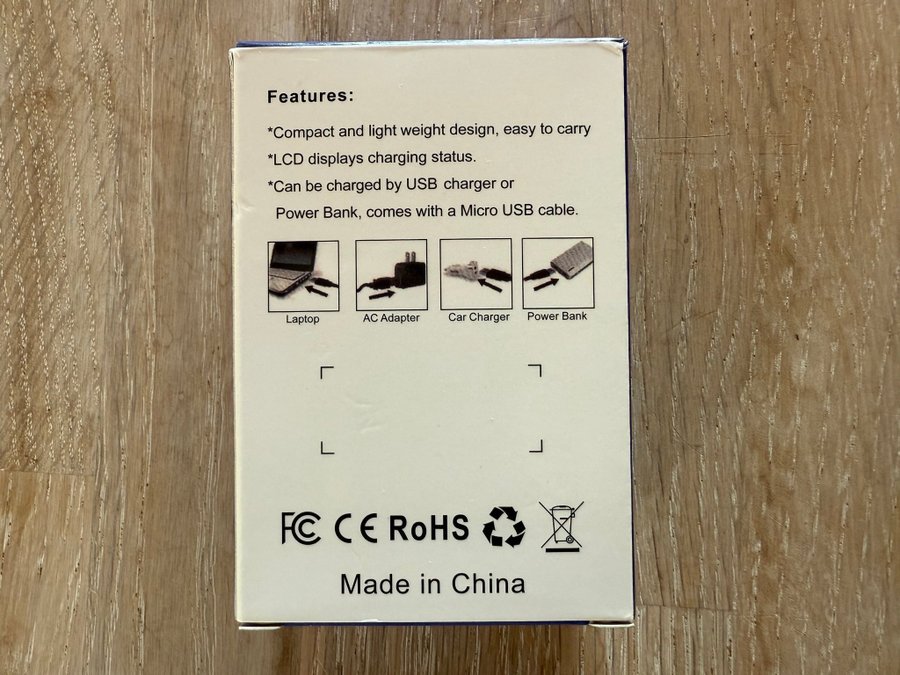 Features:
*Compact and light weight design, easy to carry
*LCD displays charging status.
*Can be charged by USB charger or
Power Bank, comes with a Micro USB cable.
Laptop AC Adapter Car Charger Power Bank
FC CE RoHS
Made in China